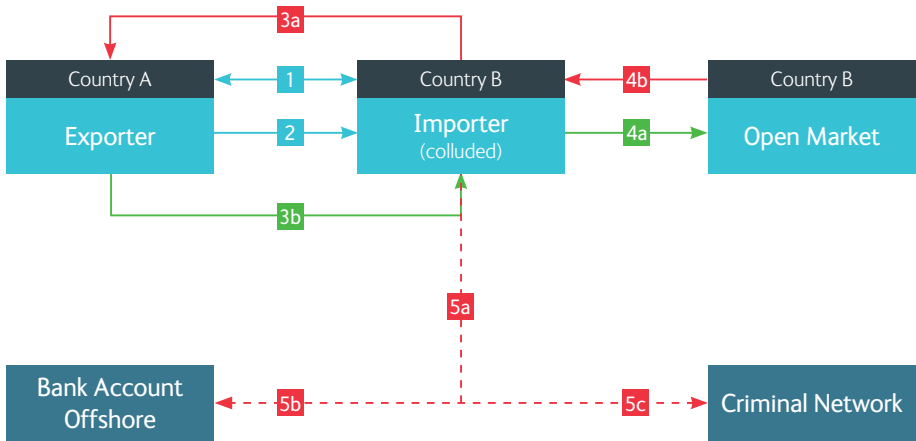 3a
Country A
1
Country B
4b
Country B
Exporter
2
Importer
(colluded)
4a
Open Market
3b
5a
Bank Account
Offshore
5b
5c
Criminal Network